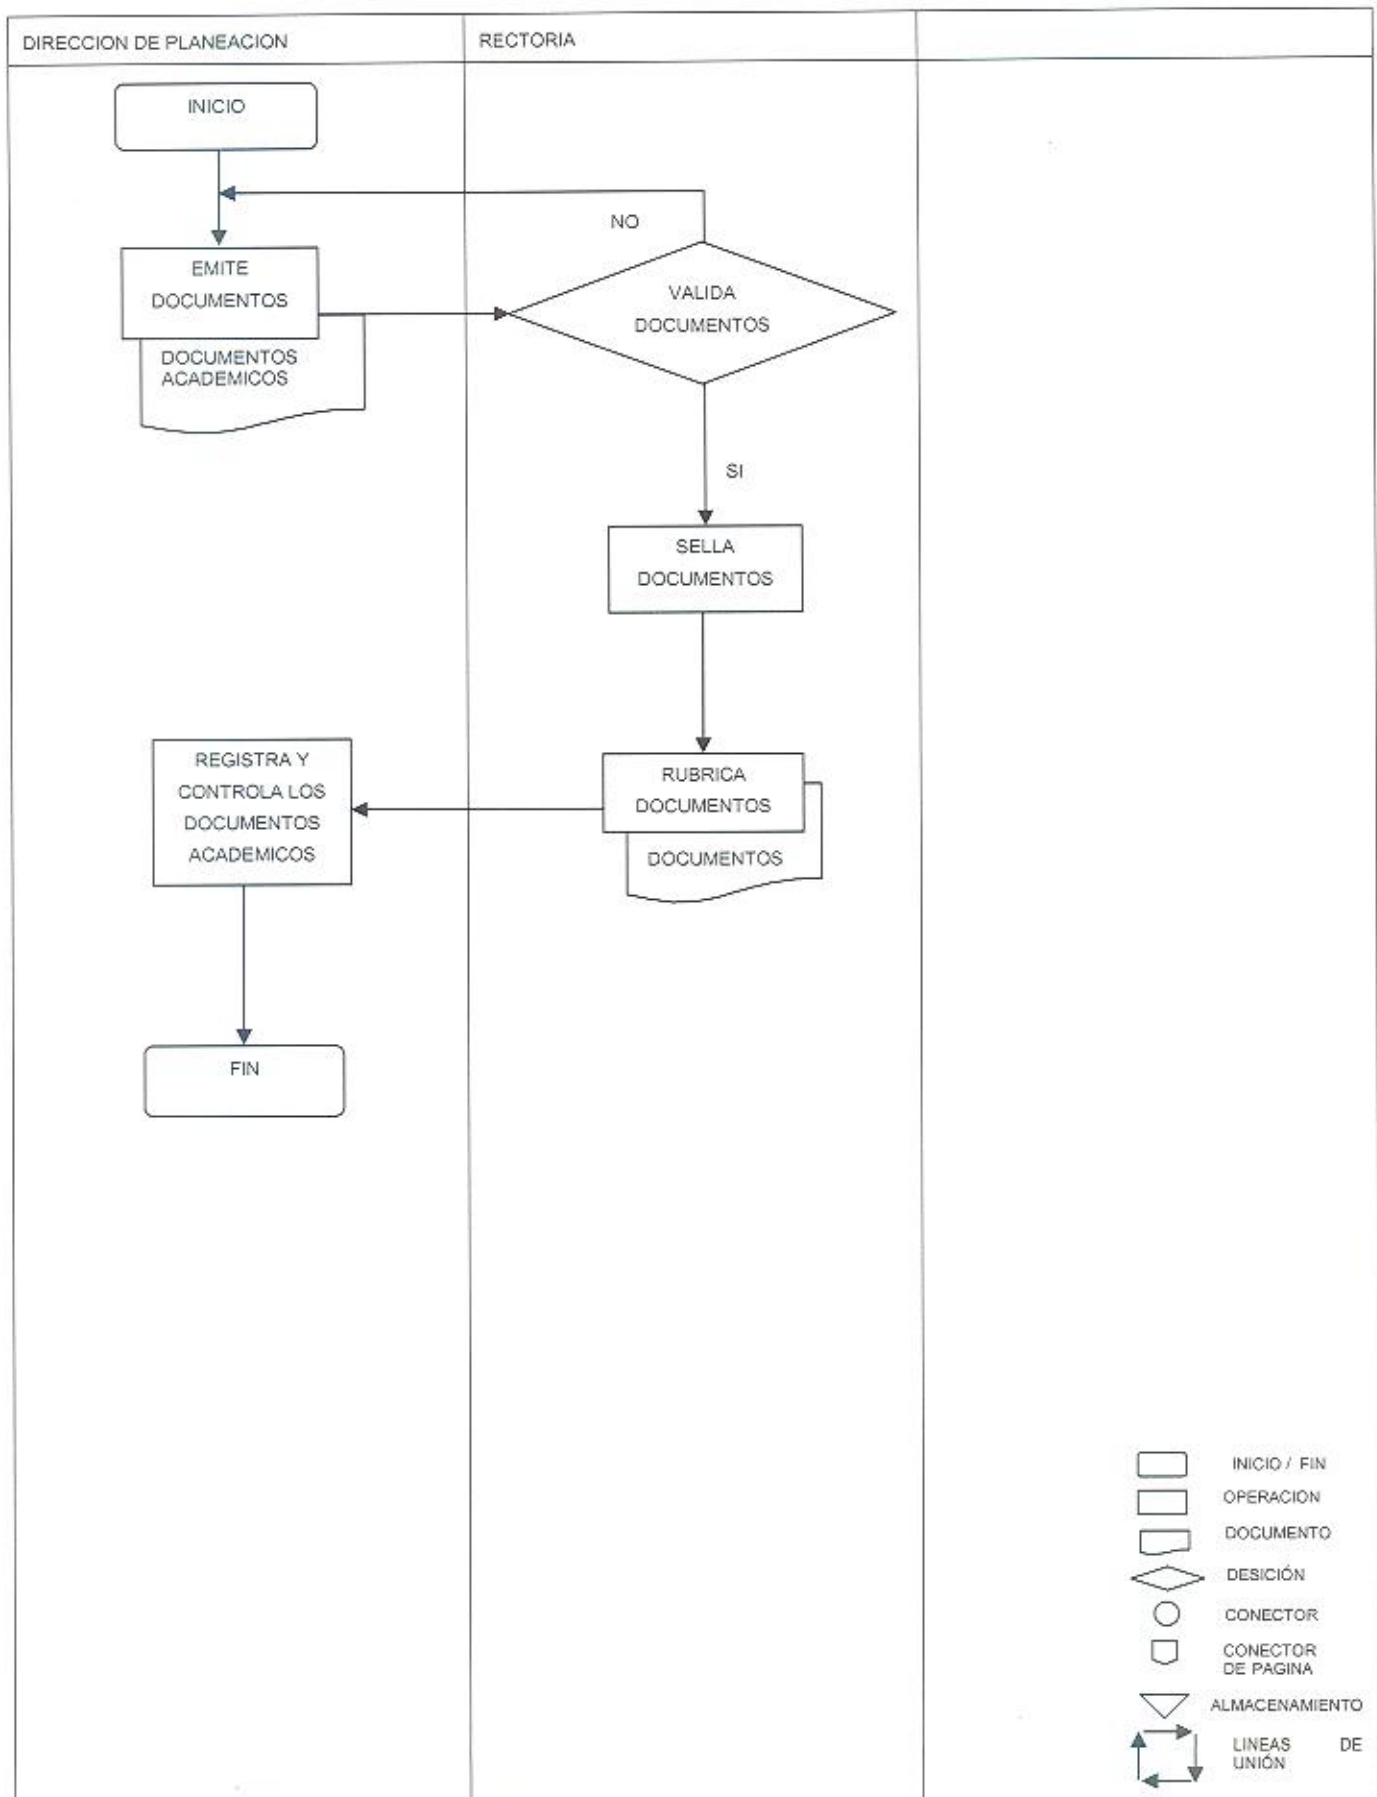 DIRECCION DE PLANEACION
RECTORIA
INICIO
NO
EMITE
DOCUMENTOS
VALIDA
DOCUMENTOS
DOCUMENTOS
ACADEMICOS
SI
SELLA
DOCUMENTOS
REGISTRA Y
CONTROLA LOS
DOCUMENTOS
ACADEMICOS
RUBRICA
DOCUMENTOS
DOCUMENTOS
FIN
INICIO / FIN
OPERACION
DOCUMENTO
DESICIÓN
CONECTOR
CONECTOR
DE PAGINA
ALMACENAMIENTO
LINEAS DE
UNIÓN